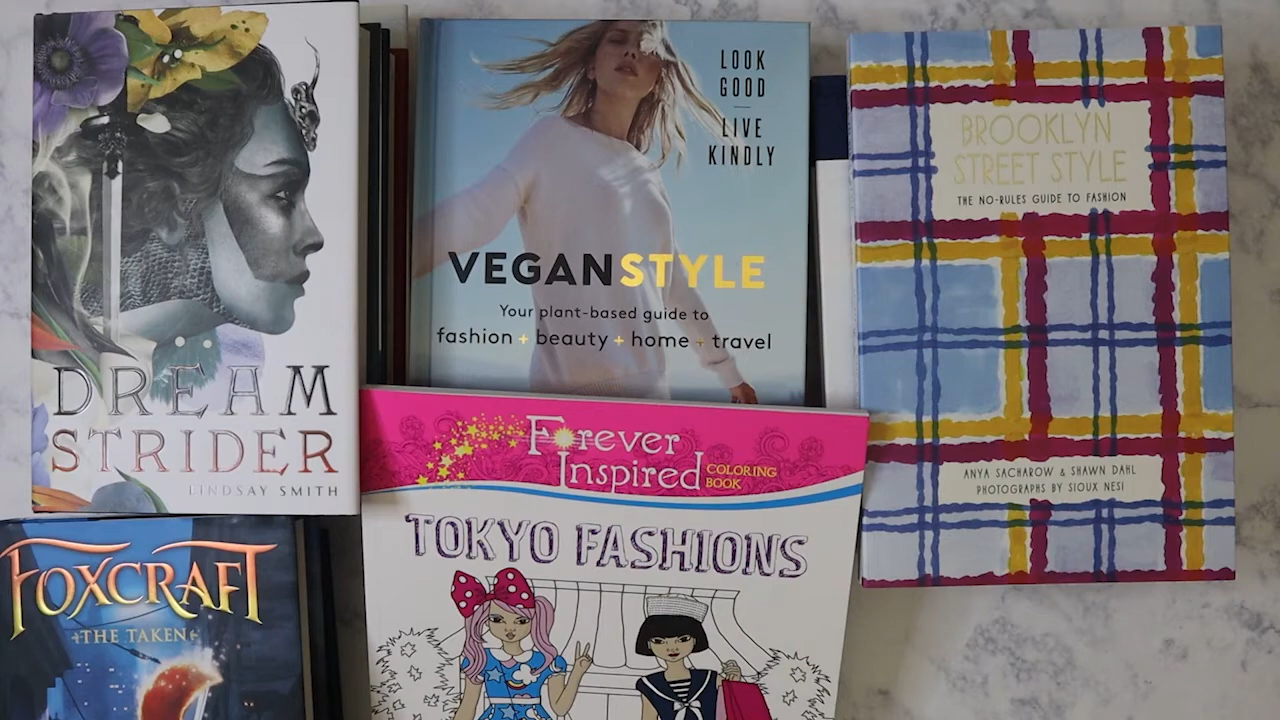 DREAM
STRIDER
LINDSAY SMITH
LOOK
GOOD
LIVE
KINDLY
VEGANSTYLE
Your plant-based guide to
fashion + beauty + home + travel
BROOKLYN
STREET STYLE
THE NO-RULES GUIDE TO FASHION
ANYA SACHAROW & SHAWN DAHL
PHOTOGRAPHS BY SIOUX NESI
Forever
Inspired
COLORING
BOOK
TOKYO FASHIONS
FOXCRAFT
THE TAKEN